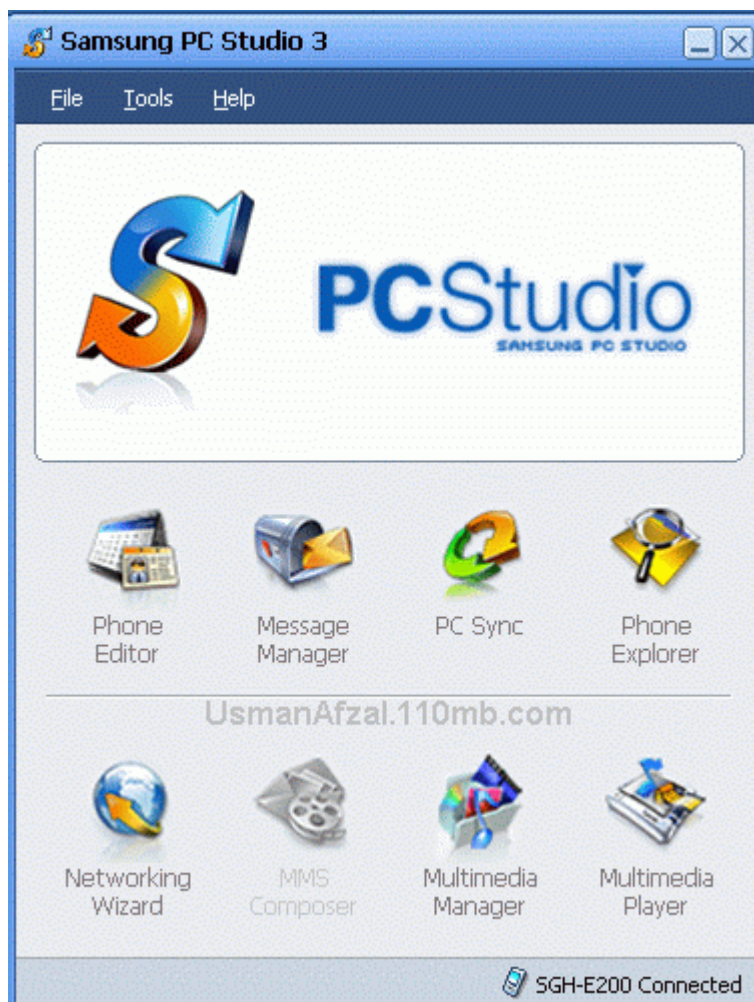 Samsung PC Studio 3
File Tools Help
PCStudio
SAMSUNG PC STUDIO
Phone Editor
Message Manager
PC Sync
Phone Explorer
UsmanAfzal.110mb.com
Networking Wizard
MMS Composer
Multimedia Manager
Multimedia Player
SGH-E200 Connected